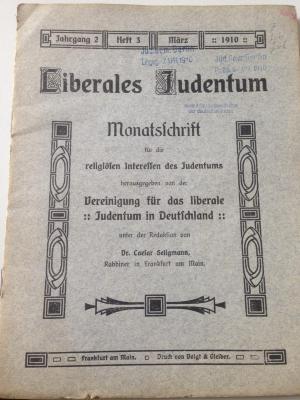 Jahrgang 2 Heft 3 März :: 1910 ::
Liberales Judentum
Monatsschrift
für die
religiösen Interessen des Judentums
herausgegeben von der
Vereinigung für das liberale
:: Judentum in Deutschland ::
unter der Redaktion von
Dr. Caesar Seligmann,
Rabbiner in Frankfurt am Main.
Frankfurt am Main. Druck von Voigt & Gleiber.